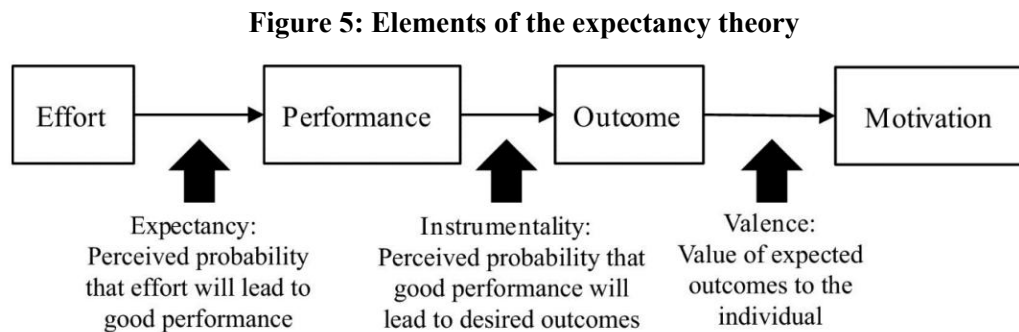 Figure 5: Elements of the expectancy theory
Effort
Performance
Outcome
Motivation
Expectancy:
Perceived probability
that effort will lead to
good performance
Instrumentality:
Perceived probability that
good performance will
lead to desired outcomes
Valence:
Value of expected
outcomes to the
individual